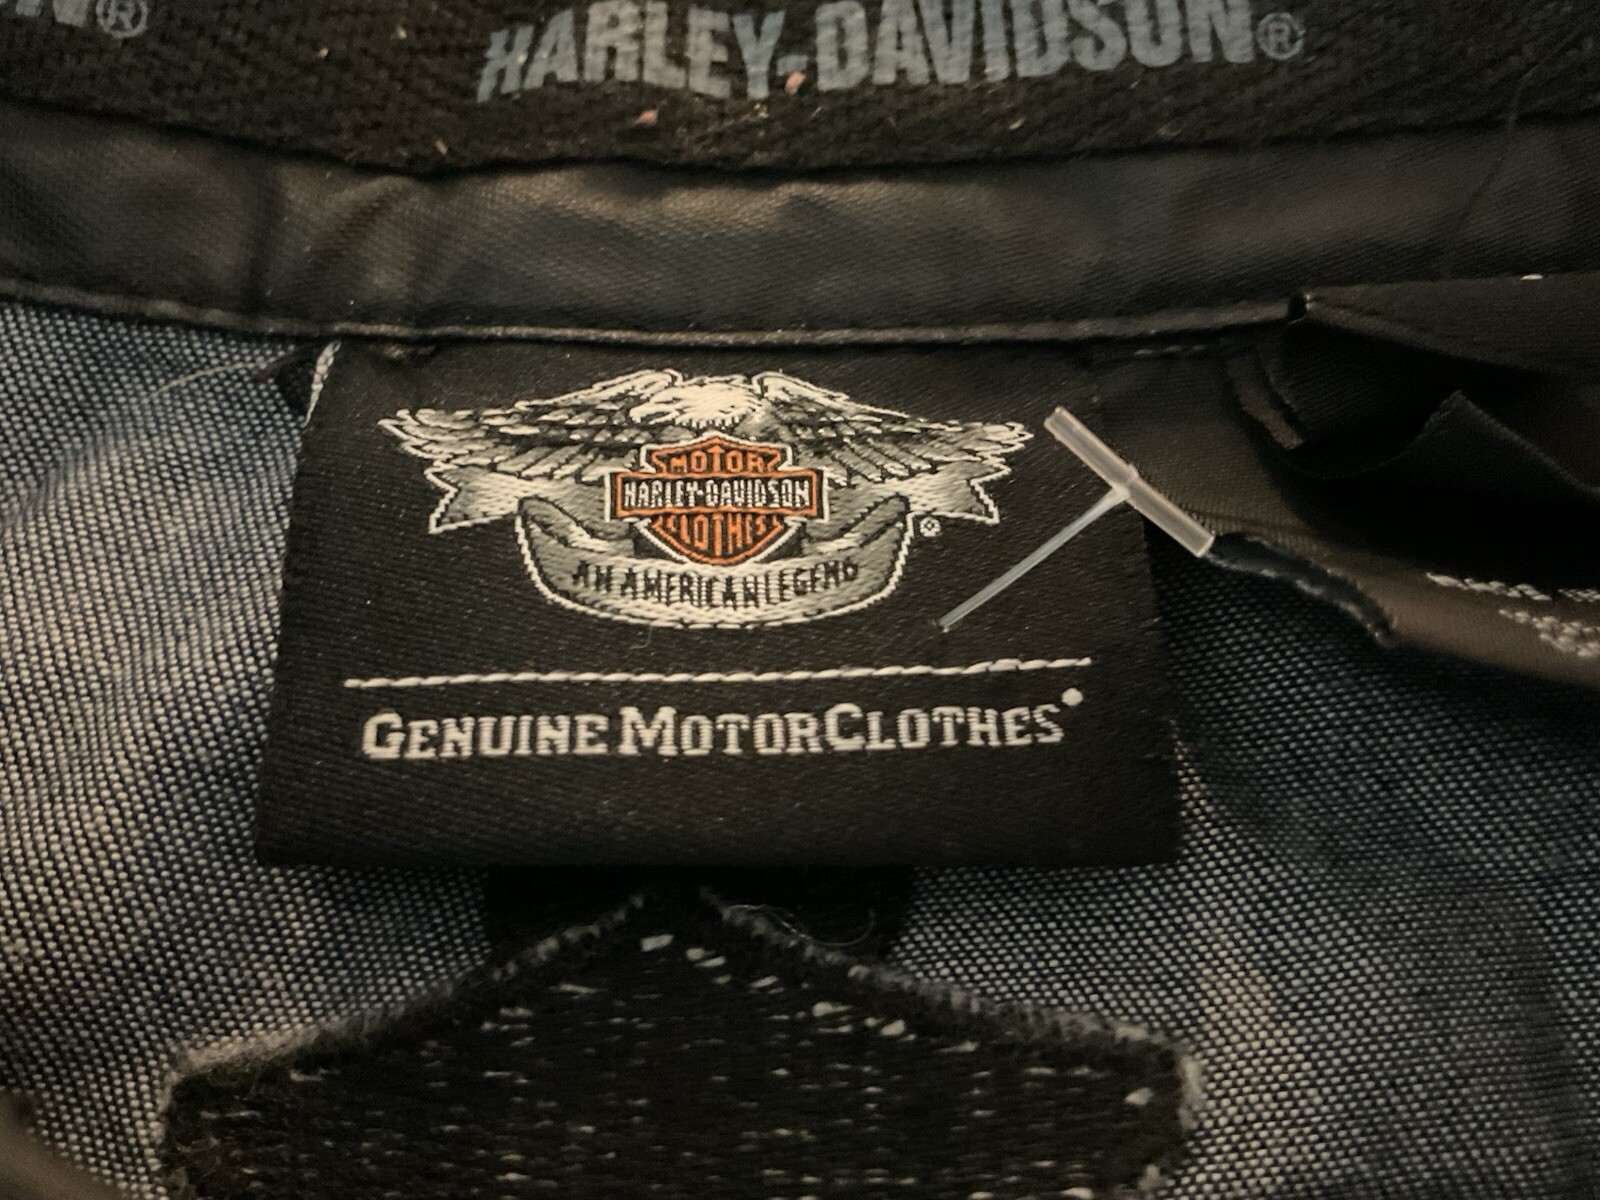 N®
HARLEY-DAVIDSON®
MOTOR
HARLEY-DAVIDSON
CLOTHES
®
AN AMERICAN LEGEND
GENUINE MOTORCLOTHES